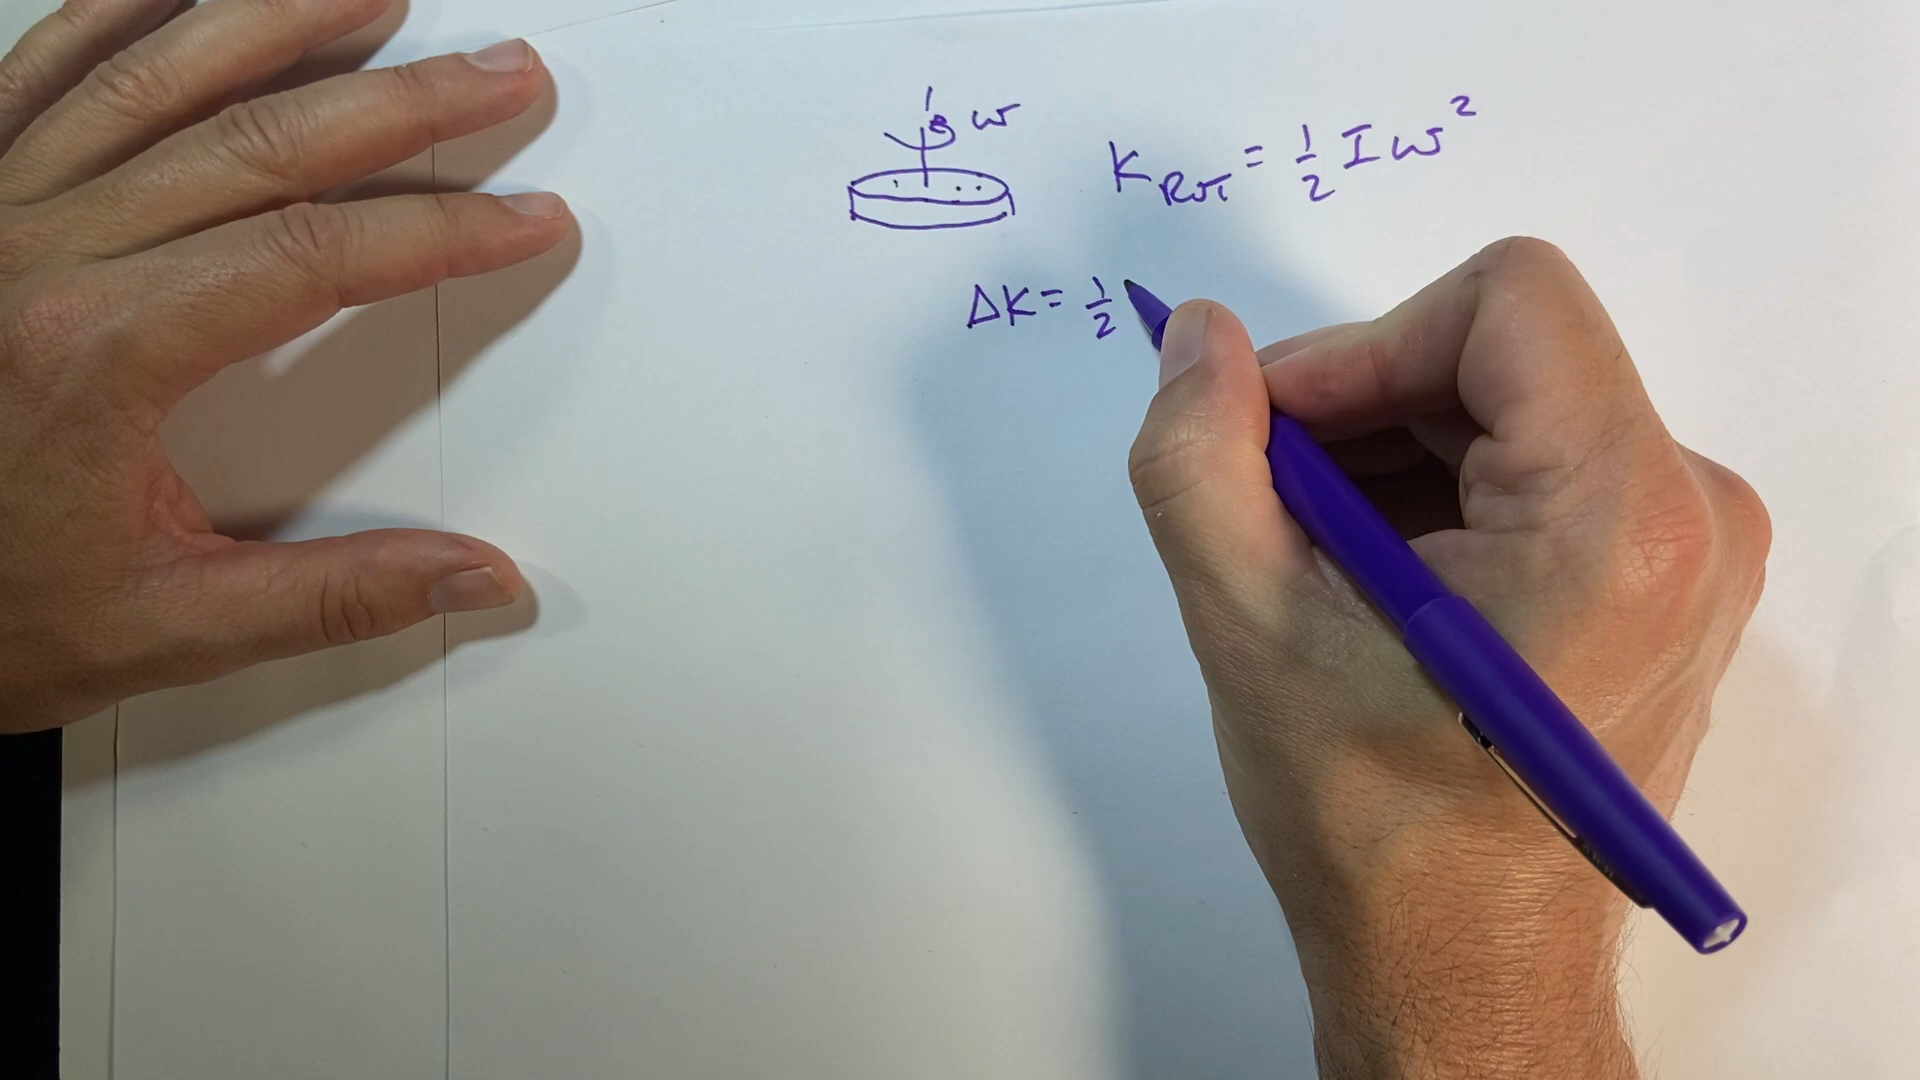 ω
K_Rot = 1/2 I ω²
ΔK = 1/2